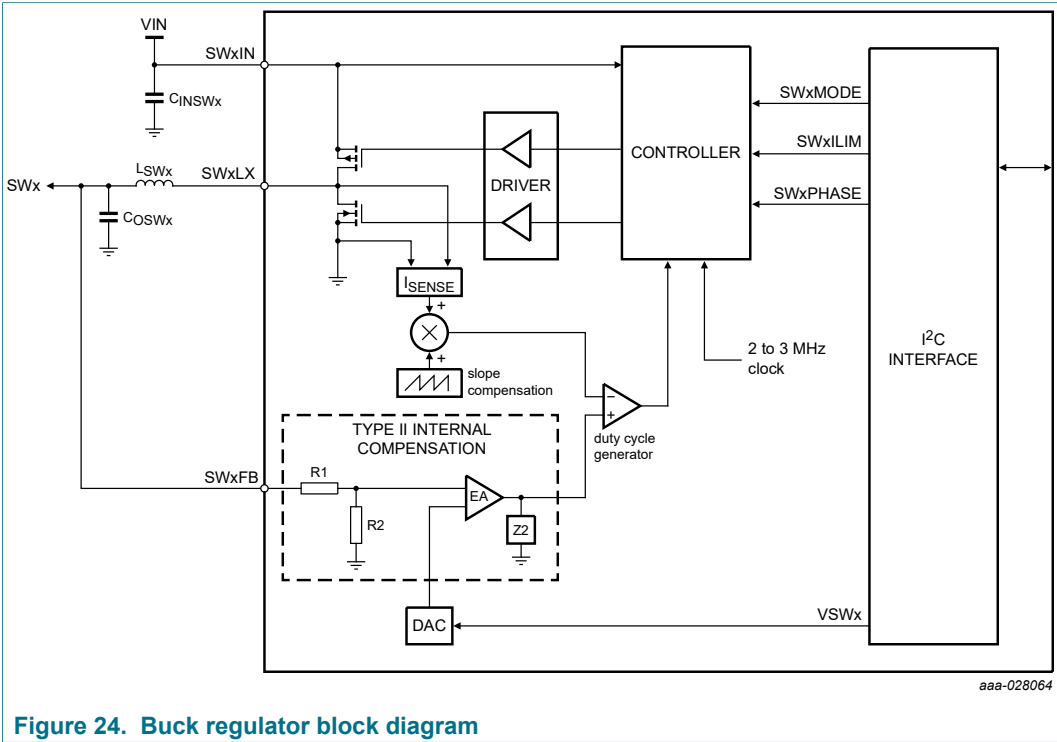 VIN
SWxIN
CINSWx
SWxMODE
SWxILIM
CONTROLLER
SWxPHASE
DRIVER
LSWx
SWxLX
SWx
COSWx
ISENSE
+
+
slope
compensation
2 to 3 MHz
clock
I2C
INTERFACE
−
+
duty cycle
generator
TYPE II INTERNAL
COMPENSATION
SWxFB
R1
R2
EA
Z2
DAC
VSWx
aaa-028064
Figure 24. Buck regulator block diagram